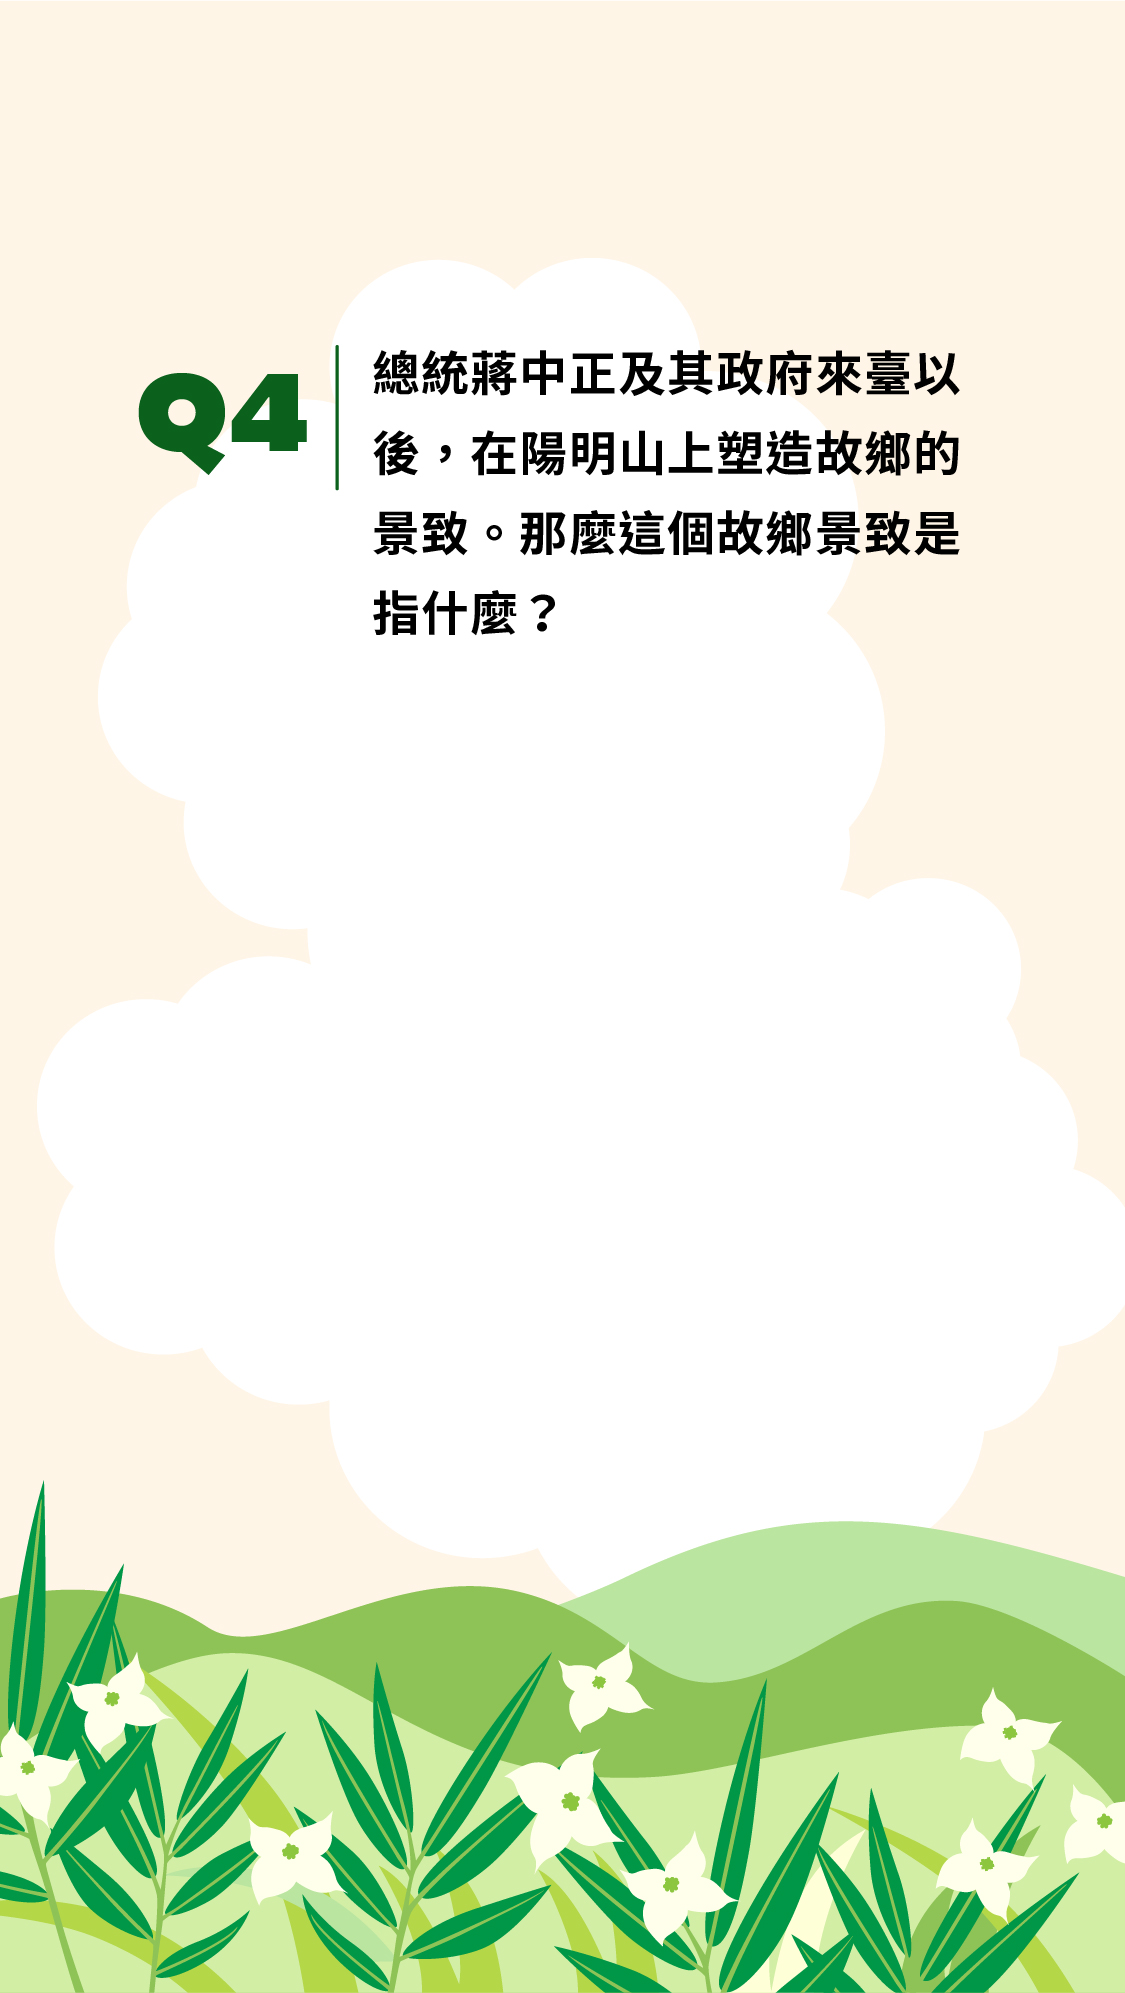 Q4
總統蔣中正及其政府來臺以
後，在陽明山上塑造故鄉的
景致。那麼這個故鄉景致是
指什麼？